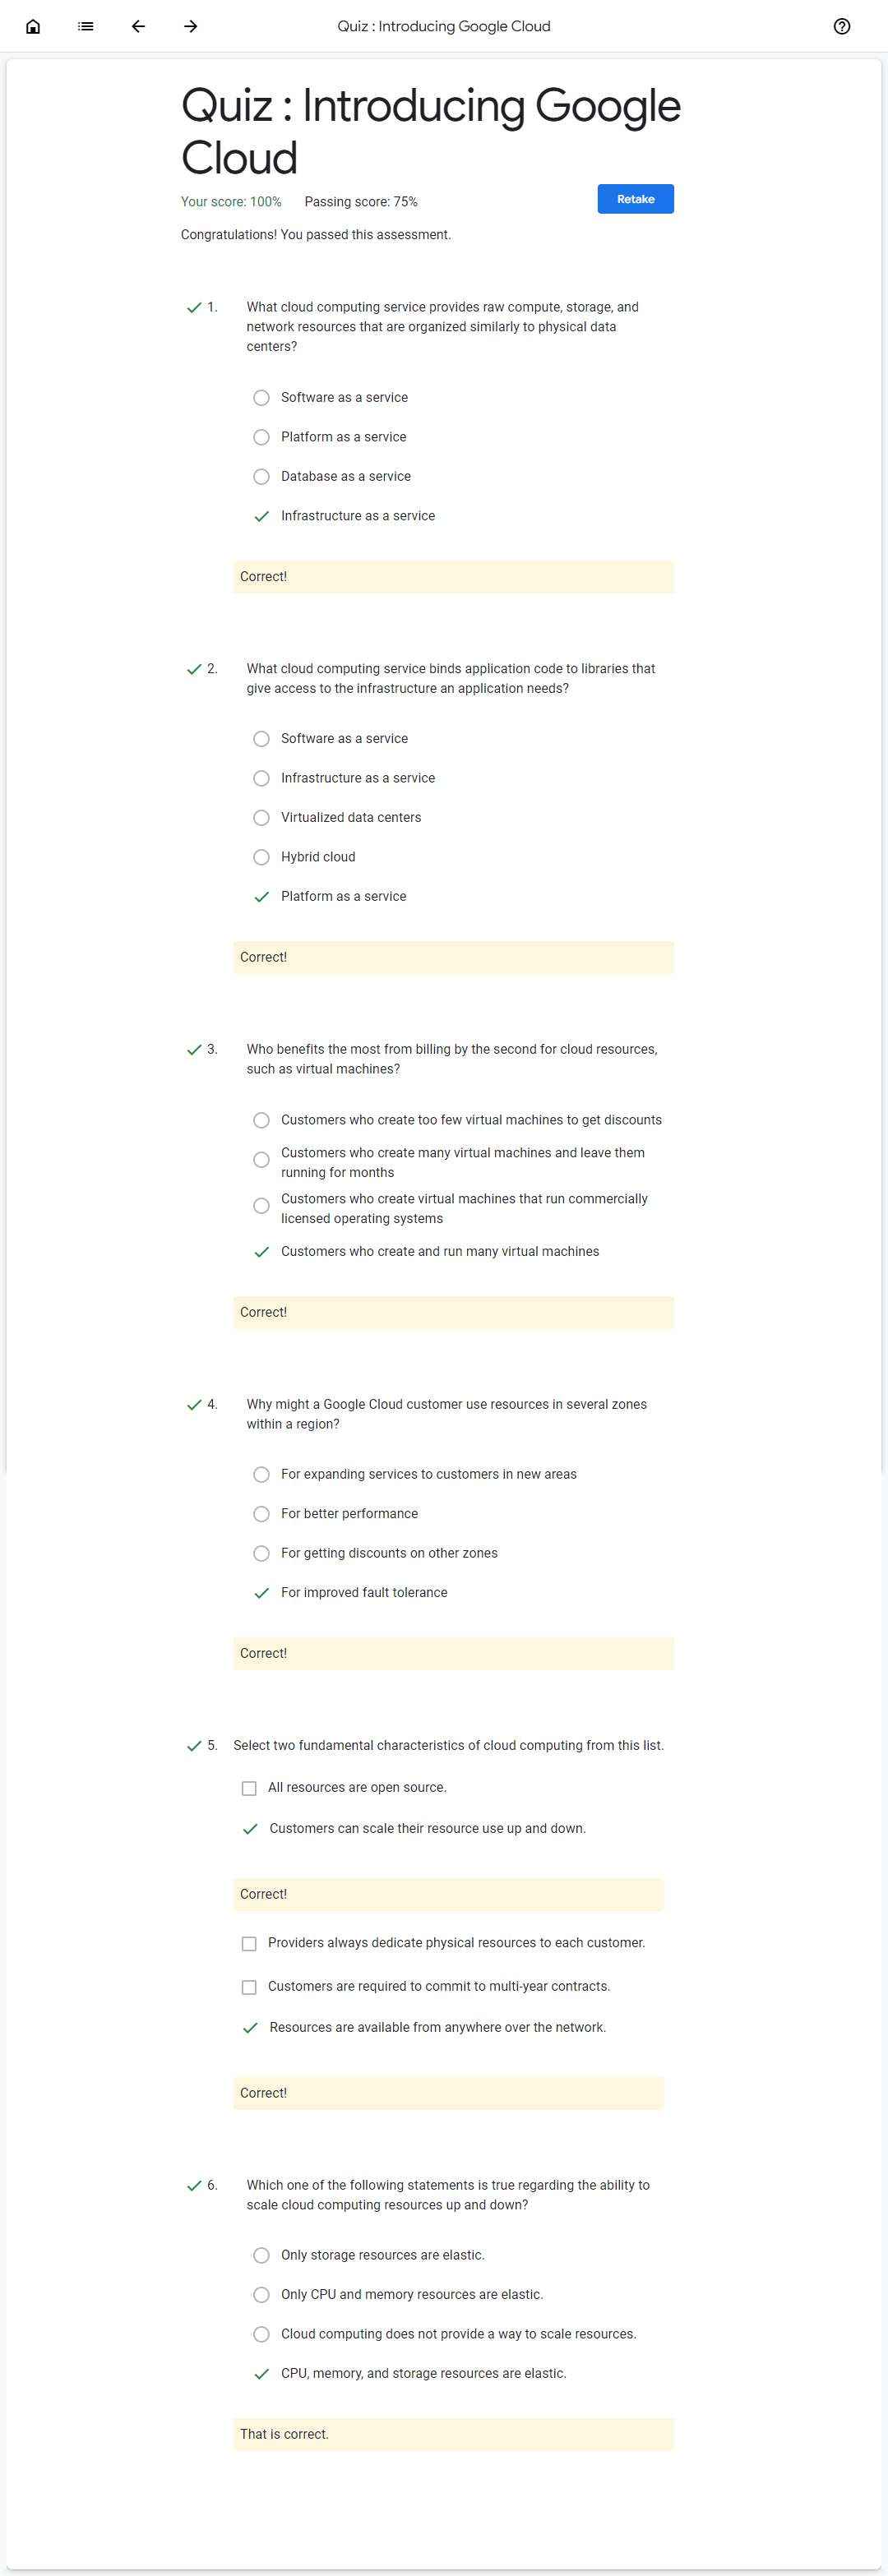 Quiz : Introducing Google Cloud
Quiz : Introducing Google
Cloud
Your score: 100% Passing score: 75%
Retake
Congratulations! You passed this assessment.
1. What cloud computing service provides raw compute, storage, and
network resources that are organized similarly to physical data
centers?
Software as a service
Platform as a service
Database as a service
Infrastructure as a service
Correct!
2. What cloud computing service binds application code to libraries that
give access to the infrastructure an application needs?
Software as a service
Infrastructure as a service
Virtualized data centers
Hybrid cloud
Platform as a service
Correct!
3. Who benefits the most from billing by the second for cloud resources,
such as virtual machines?
Customers who create too few virtual machines to get discounts
Customers who create many virtual machines and leave them
running for months
Customers who create virtual machines that run commercially
licensed operating systems
Customers who create and run many virtual machines
Correct!
4. Why might a Google Cloud customer use resources in several zones
within a region?
For expanding services to customers in new areas
For better performance
For getting discounts on other zones
For improved fault tolerance
Correct!
5. Select two fundamental characteristics of cloud computing from this list.
All resources are open source.
Customers can scale their resource use up and down.
Correct!
Providers always dedicate physical resources to each customer.
Customers are required to commit to multi-year contracts.
Resources are available from anywhere over the network.
Correct!
6. Which one of the following statements is true regarding the ability to
scale cloud computing resources up and down?
Only storage resources are elastic.
Only CPU and memory resources are elastic.
Cloud computing does not provide a way to scale resources.
CPU, memory, and storage resources are elastic.
That is correct.